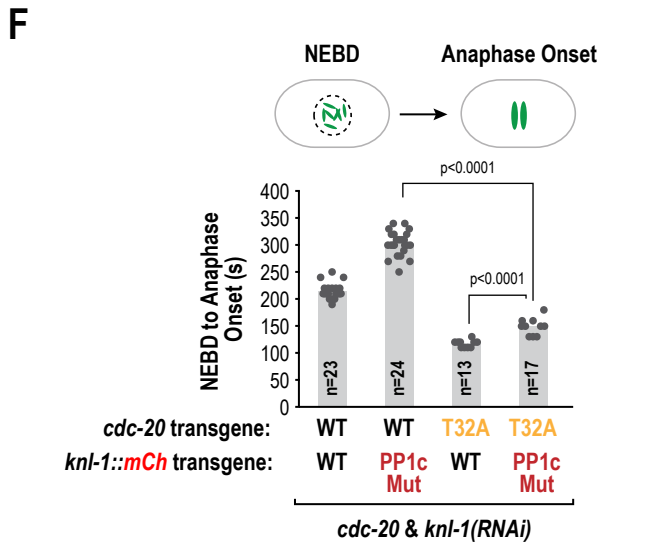 F
NEBD
Anaphase Onset
p<0.0001
p<0.0001
NEBD to Anaphase
Onset (s)
400
350
300
250
200
150
100
50
0
n=23
n=24
n=13
n=17
cdc-20 transgene: WT WT T32A T32A
knl-1::mCh transgene: WT PP1c WT PP1c
Mut Mut
cdc-20 & knl-1(RNAi)